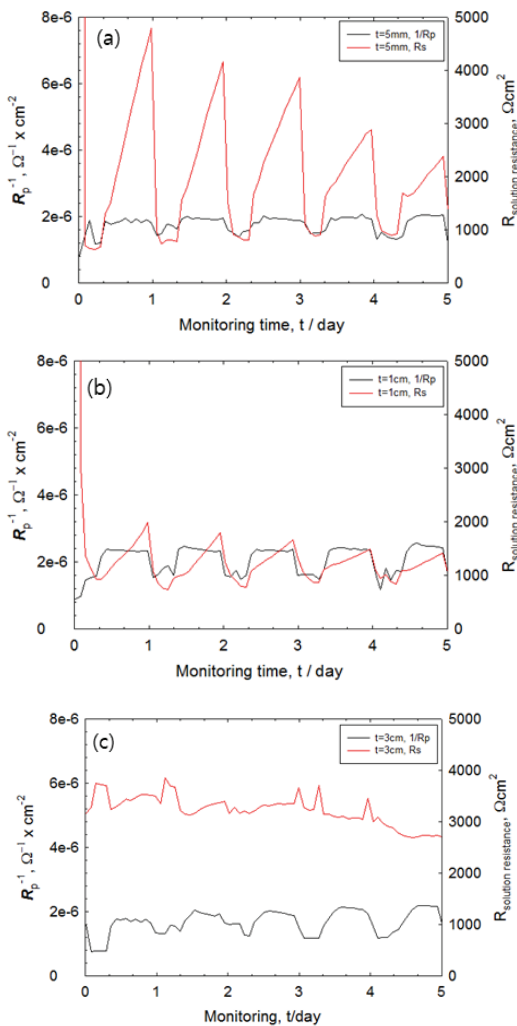 (a)
t=5mm, 1/Rp
t=5mm, Rs
8e-6
6e-6
4e-6
2e-6
0
5000
4000
3000
2000
1000
0
0 1 2 3 4 5
Rp⁻¹, Ω⁻¹ x cm⁻²
Rsolution resistance, Ωcm²
Monitoring time, t / day
(b)
t=1cm, 1/Rp
t=1cm, Rs
8e-6
6e-6
4e-6
2e-6
0
5000
4000
3000
2000
1000
0
0 1 2 3 4 5
Rp⁻¹, Ω⁻¹ x cm⁻²
Rsolution resistance, Ωcm²
Monitoring time, t / day
(c)
t=3cm, 1/Rp
t=3cm, Rs
8e-6
6e-6
4e-6
2e-6
0
5000
4000
3000
2000
1000
0
0 1 2 3 4 5
Rp⁻¹, Ω⁻¹ x cm⁻²
Rsolution resistance, Ωcm²
Monitoring, t/day